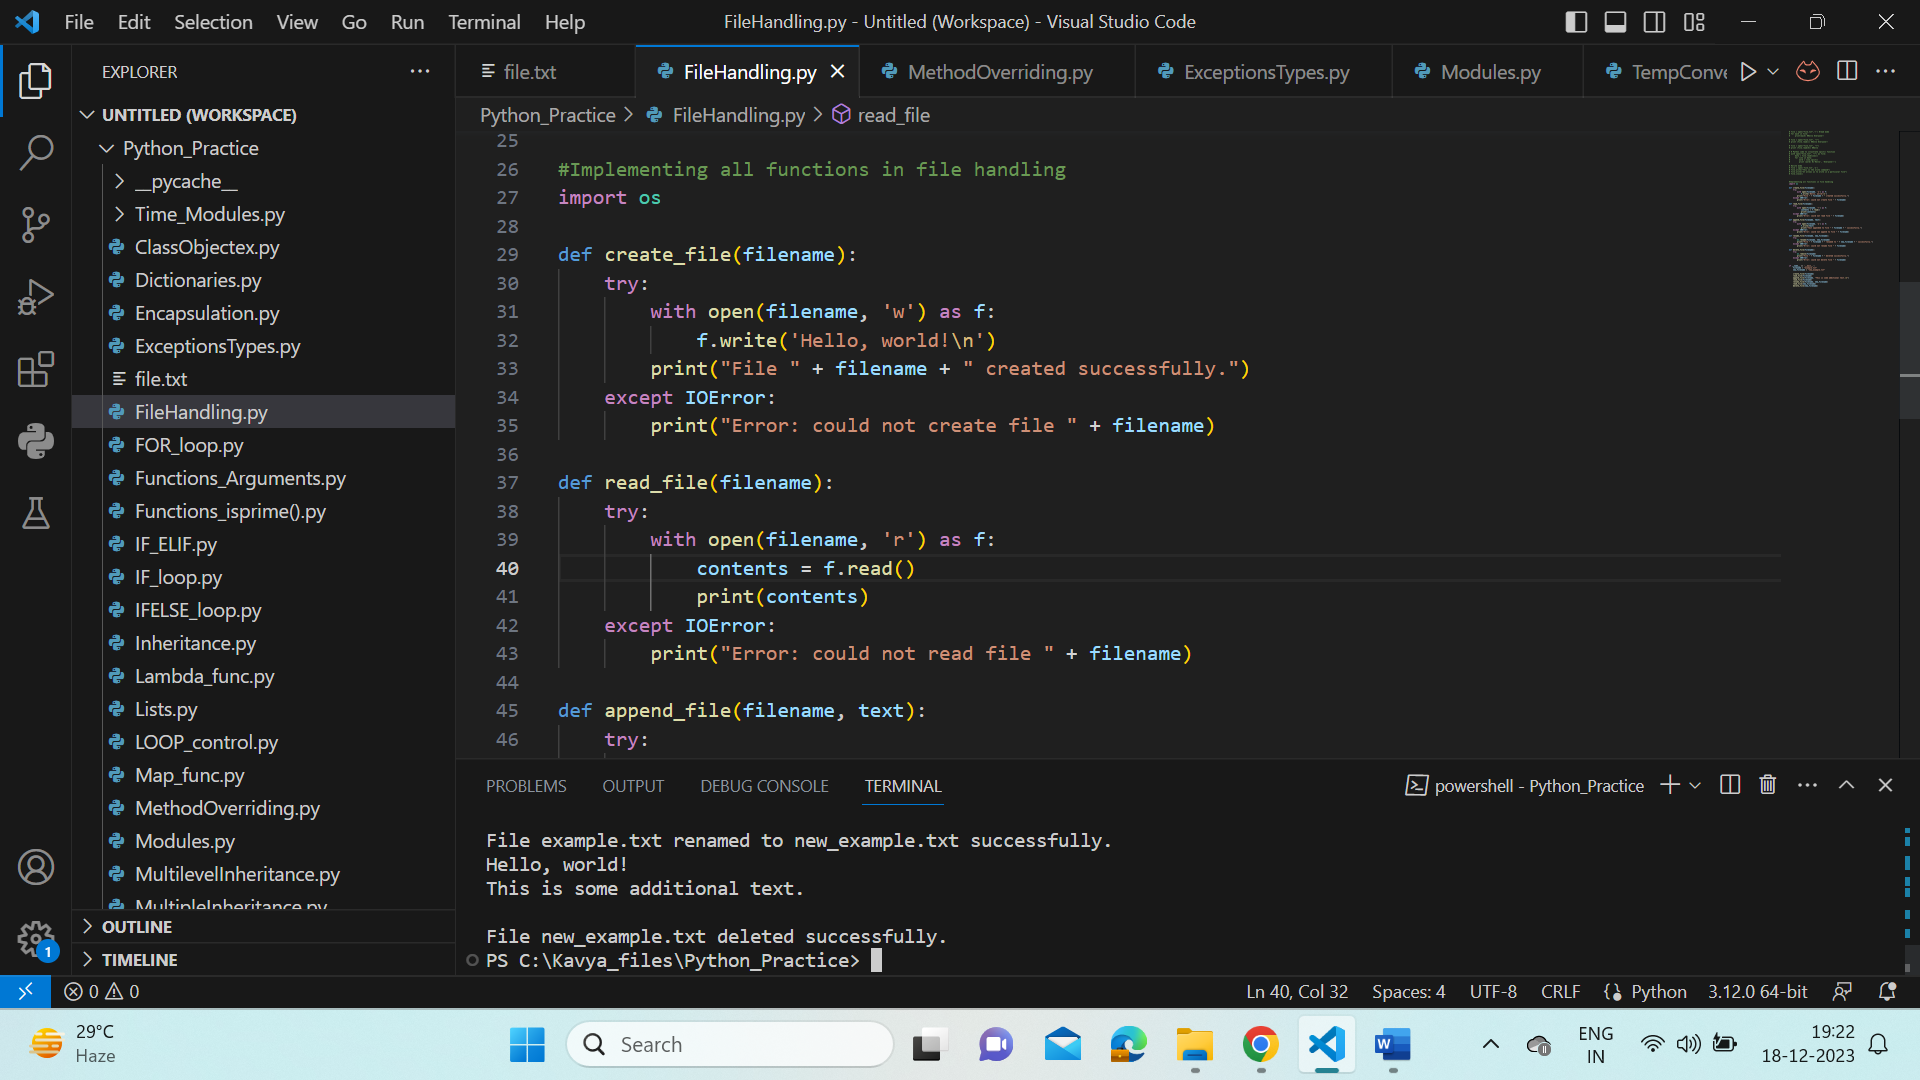 File Edit Selection View Go Run Terminal Help
FileHandling.py - Untitled (Workspace) - Visual Studio Code
EXPLORER
UNTITLED (WORKSPACE)
Python_Practice
__pycache__
Time_Modules.py
ClassObjectex.py
Dictionaries.py
Encapsulation.py
ExceptionsTypes.py
file.txt
FileHandling.py
FOR_loop.py
Functions_Arguments.py
Functions_isprime().py
IF_ELIF.py
IF_loop.py
IFELSE_loop.py
Inheritance.py
Lambda_func.py
Lists.py
LOOP_control.py
Map_func.py
MethodOverriding.py
Modules.py
MultilevelInheritance.py
MultipleInheritance.py
OUTLINE
TIMELINE
file.txt FileHandling.py MethodOverriding.py ExceptionsTypes.py Modules.py TempConve
Python_Practice > FileHandling.py > read_file
25
26 #Implementing all functions in file handling
27 import os
28
29 def create_file(filename):
30 try:
31 with open(filename, 'w') as f:
32 f.write('Hello, world!\n')
33 print("File " + filename + " created successfully.")
34 except IOError:
35 print("Error: could not create file " + filename)
36
37 def read_file(filename):
38 try:
39 with open(filename, 'r') as f:
40 contents = f.read()
41 print(contents)
42 except IOError:
43 print("Error: could not read file " + filename)
44
45 def append_file(filename, text):
46 try:
PROBLEMS OUTPUT DEBUG CONSOLE TERMINAL
powershell - Python_Practice
File example.txt renamed to new_example.txt successfully.
Hello, world!
This is some additional text.
File new_example.txt deleted successfully.
PS C:\Kavya_files\Python_Practice>
1
0 0
Ln 40, Col 32 Spaces: 4 UTF-8 CRLF Python 3.12.0 64-bit
29°C
Haze
Search
ENG
IN
19:22
18-12-2023